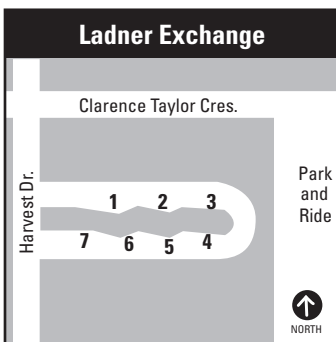 Ladner Exchange
Clarence Taylor Cres.
Harvest Dr.
Park
and
Ride
1 2 3
7 6 5 4
NORTH